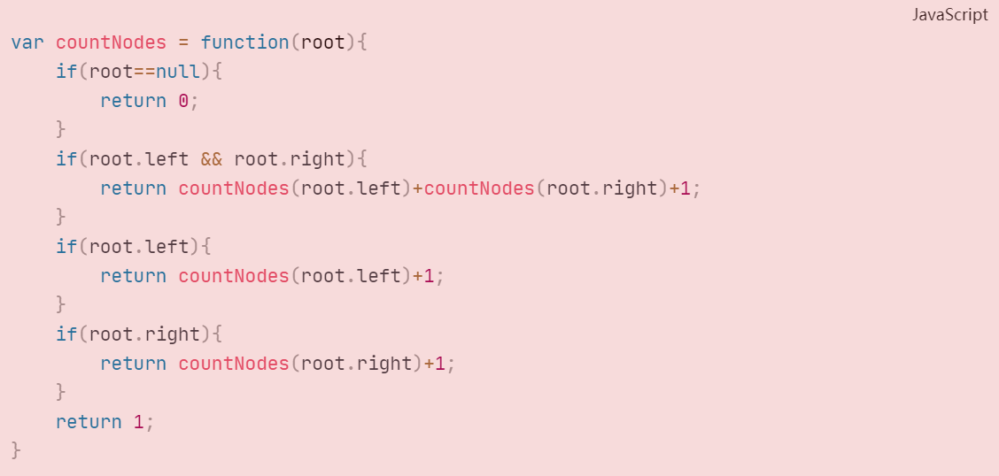 JavaScript
var countNodes = function(root){
    if(root==null){
        return 0;
    }
    if(root.left && root.right){
        return countNodes(root.left)+countNodes(root.right)+1;
    }
    if(root.left){
        return countNodes(root.left)+1;
    }
    if(root.right){
        return countNodes(root.right)+1;
    }
    return 1;
}